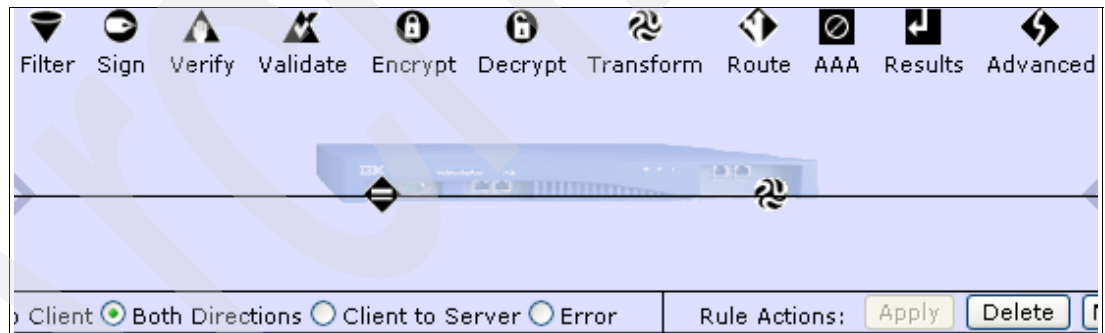 Filter Sign Verify Validate Encrypt Decrypt Transform Route AAA Results Advanced
IBM
Client Both Directions Client to Server Error Rule Actions: Apply Delete